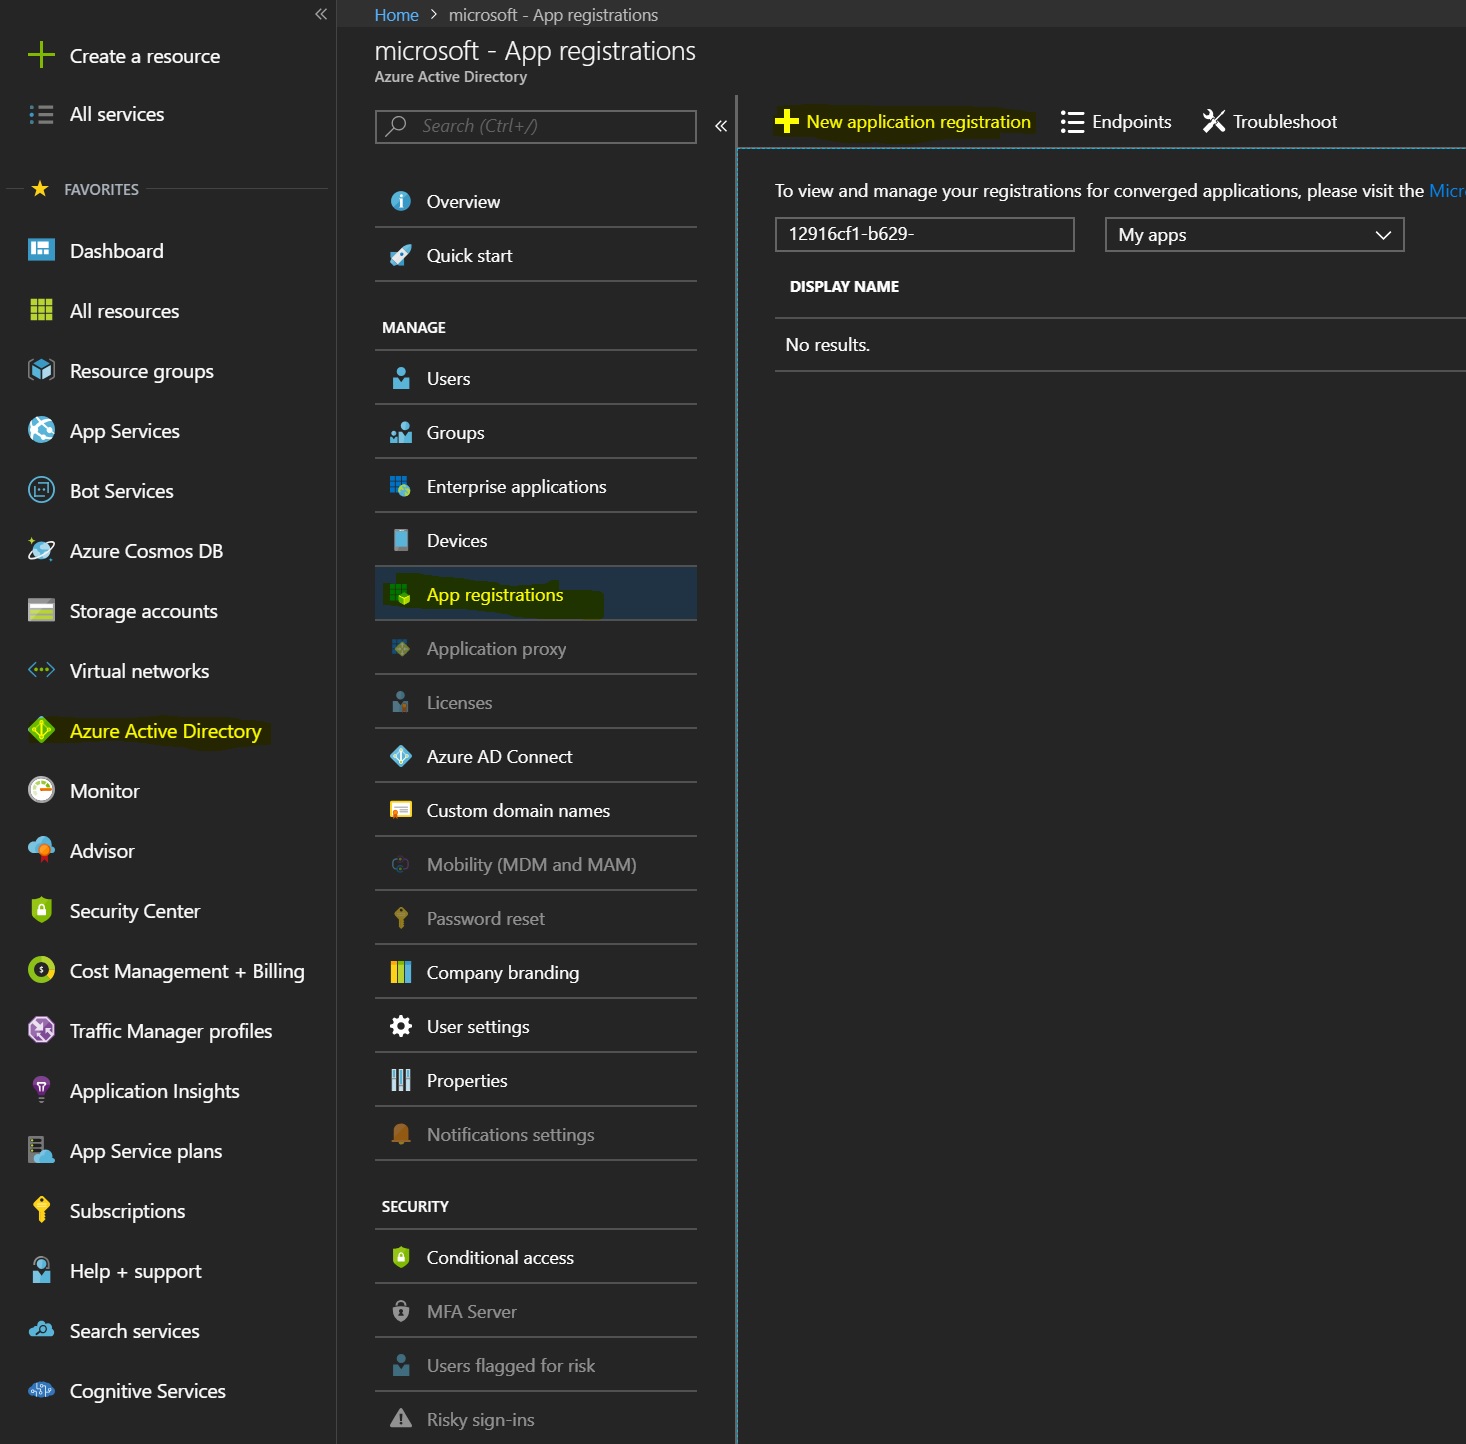 Create a resource
All services
FAVORITES
Dashboard
All resources
Resource groups
App Services
Bot Services
Azure Cosmos DB
Storage accounts
Virtual networks
Azure Active Directory
Monitor
Advisor
Security Center
Cost Management + Billing
Traffic Manager profiles
Application Insights
App Service plans
Subscriptions
Help + support
Search services
Cognitive Services
Home > microsoft - App registrations
microsoft - App registrations
Azure Active Directory
Search (Ctrl+/)
Overview
Quick start
MANAGE
Users
Groups
Enterprise applications
Devices
App registrations
Application proxy
Licenses
Azure AD Connect
Custom domain names
Mobility (MDM and MAM)
Password reset
Company branding
User settings
Properties
Notifications settings
SECURITY
Conditional access
MFA Server
Users flagged for risk
Risky sign-ins
New application registration Endpoints Troubleshoot
To view and manage your registrations for converged applications, please visit the Micr
12916cf1-b629- My apps
DISPLAY NAME
No results.